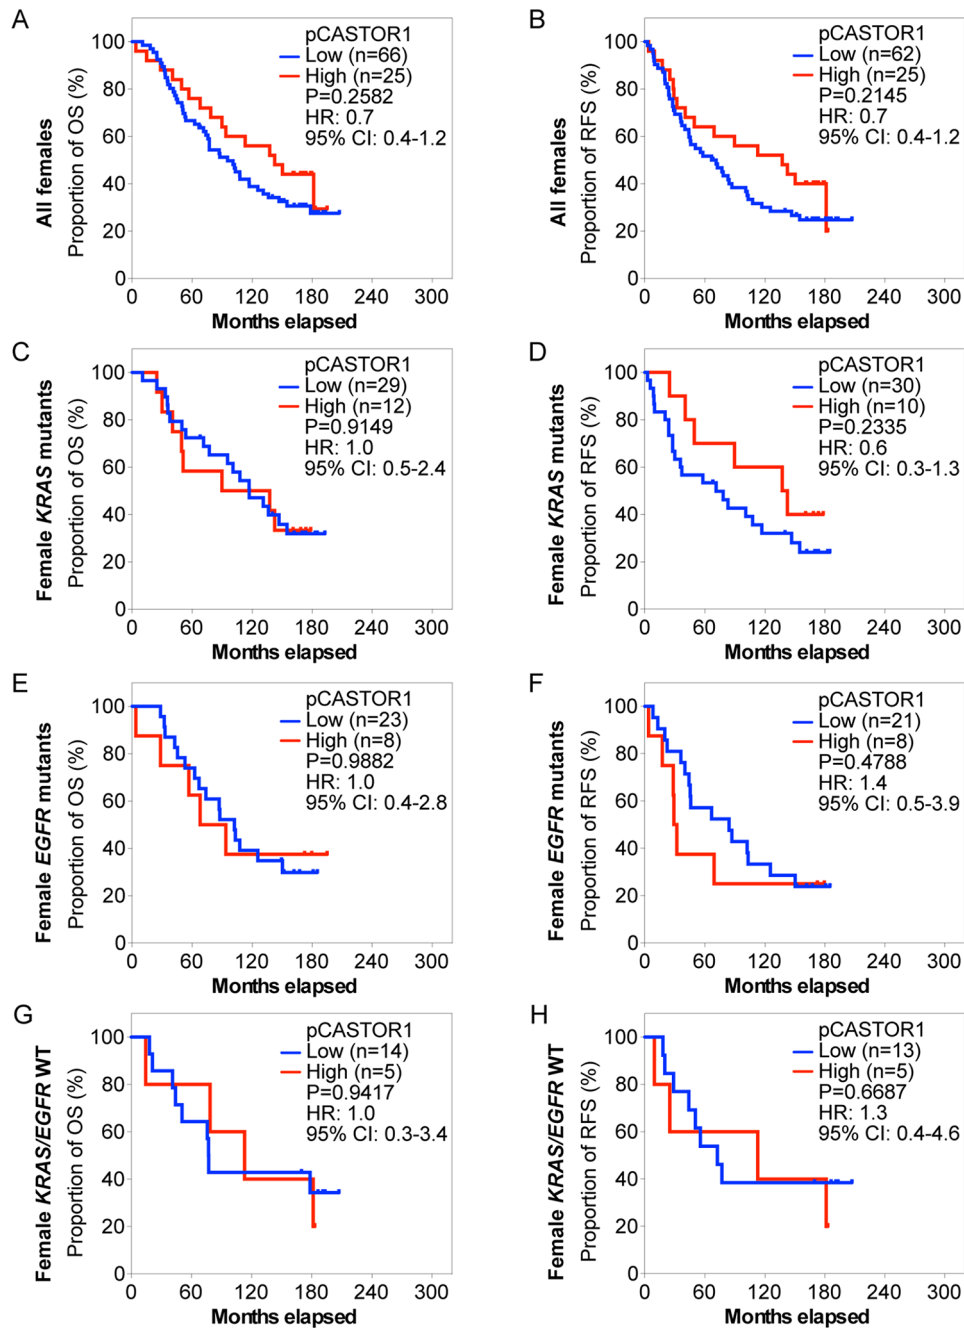 A
pCASTOR1
Low (n=66)
High (n=25)
P=0.2582
HR: 0.7
95% CI: 0.4-1.2
All females
Proportion of OS (%)
100
80
60
40
20
0
0 60 120 180 240 300
Months elapsed
B
pCASTOR1
Low (n=62)
High (n=25)
P=0.2145
HR: 0.7
95% CI: 0.4-1.2
All females
Proportion of RFS (%)
100
80
60
40
20
0
0 60 120 180 240 300
Months elapsed
C
pCASTOR1
Low (n=29)
High (n=12)
P=0.9149
HR: 1.0
95% CI: 0.5-2.4
Female KRAS mutants
Proportion of OS (%)
100
80
60
40
20
0
0 60 120 180 240 300
Months elapsed
D
pCASTOR1
Low (n=30)
High (n=10)
P=0.2335
HR: 0.6
95% CI: 0.3-1.3
Female KRAS mutants
Proportion of RFS (%)
100
80
60
40
20
0
0 60 120 180 240 300
Months elapsed
E
pCASTOR1
Low (n=23)
High (n=8)
P=0.9882
HR: 1.0
95% CI: 0.4-2.8
Female EGFR mutants
Proportion of OS (%)
100
80
60
40
20
0
0 60 120 180 240 300
Months elapsed
F
pCASTOR1
Low (n=21)
High (n=8)
P=0.4788
HR: 1.4
95% CI: 0.5-3.9
Female EGFR mutants
Proportion of RFS (%)
100
80
60
40
20
0
0 60 120 180 240 300
Months elapsed
G
pCASTOR1
Low (n=14)
High (n=5)
P=0.9417
HR: 1.0
95% CI: 0.3-3.4
Female KRAS/EGFR WT
Proportion of OS (%)
100
80
60
40
20
0
0 60 120 180 240 300
Months elapsed
H
pCASTOR1
Low (n=13)
High (n=5)
P=0.6687
HR: 1.3
95% CI: 0.4-4.6
Female KRAS/EGFR WT
Proportion of RFS (%)
100
80
60
40
20
0
0 60 120 180 240 300
Months elapsed